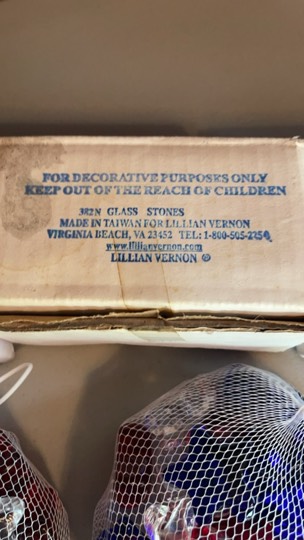 FOR DECORATIVE PURPOSES ONLY
KEEP OUT OF THE REACH OF CHILDREN
382N GLASS STONES
MADE IN TAIWAN FOR LILLIAN VERNON
VIRGINIA BEACH, VA 23452 TEL: 1-800-505-2250
www.lillianvernon.com
LILLIAN VERNON ®